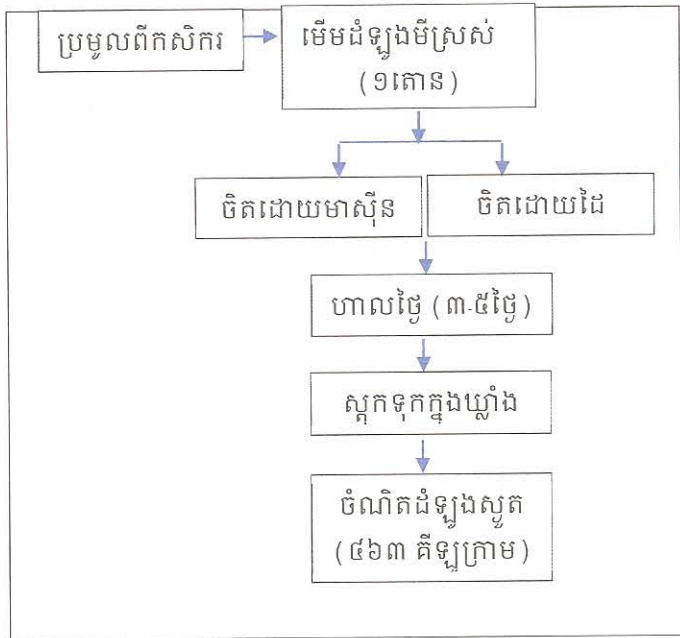 ប្រមូលពីកសិករ
មើមដំឡូងមីស្រស់
(១តោន)
ចិតដោយមាស៊ីន
ចិតដោយដៃ
ហាលថ្ងៃ (៣-៥ថ្ងៃ)
ស្តុកទុកក្នុងឃ្លាំង
ចំណិតដំឡូងស្ងួត
(៤៦៣ គីឡូក្រាម)